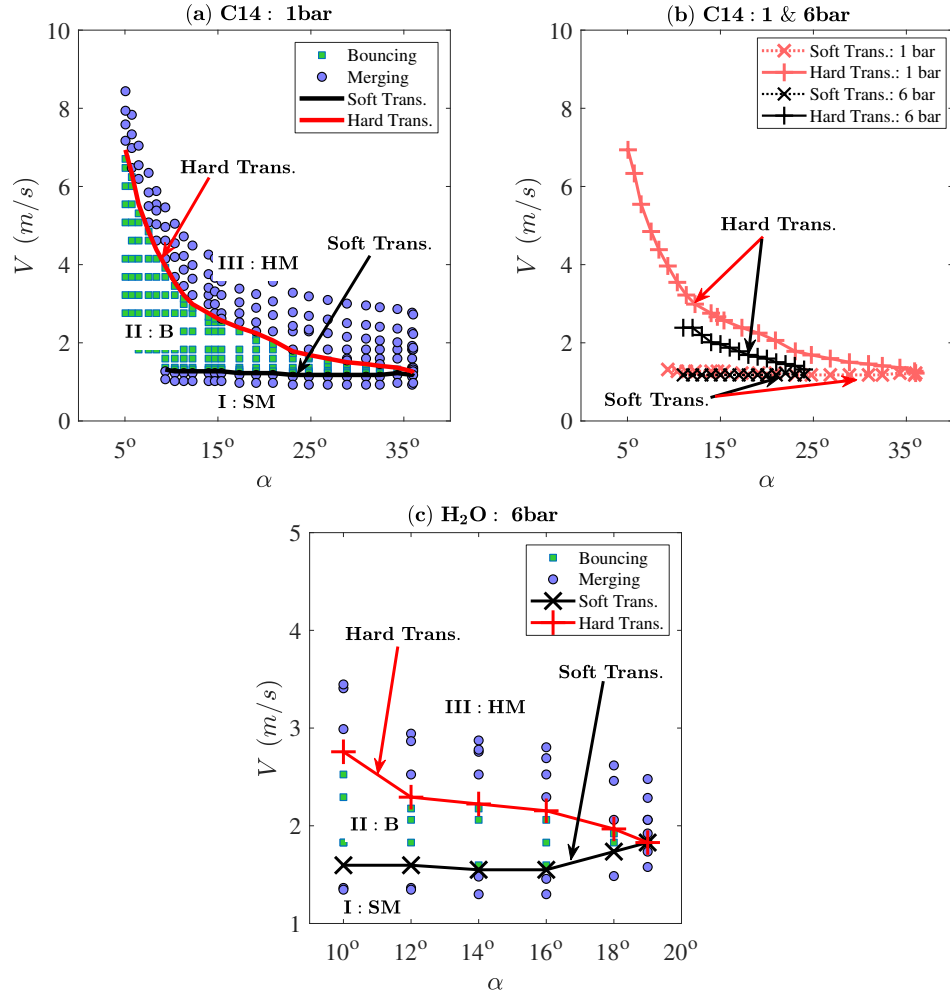 (a) C14 : 1bar
10
8
6
4
2
0
V (m/s)
Bouncing
Merging
Soft Trans.
Hard Trans.
Hard Trans.
Soft Trans.
III : HM
II : B
I : SM
5° 15° 25° 35°
α
(b) C14 : 1 & 6bar
10
8
6
4
2
0
V (m/s)
Soft Trans.: 1 bar
Hard Trans.: 1 bar
Soft Trans.: 6 bar
Hard Trans.: 6 bar
Hard Trans.
Soft Trans.
5° 15° 25° 35°
α
(c) H₂O : 6bar
5
4
3
2
1
V (m/s)
Bouncing
Merging
Soft Trans.
Hard Trans.
Hard Trans.
Soft Trans.
III : HM
II : B
I : SM
10° 12° 14° 16° 18° 20°
α